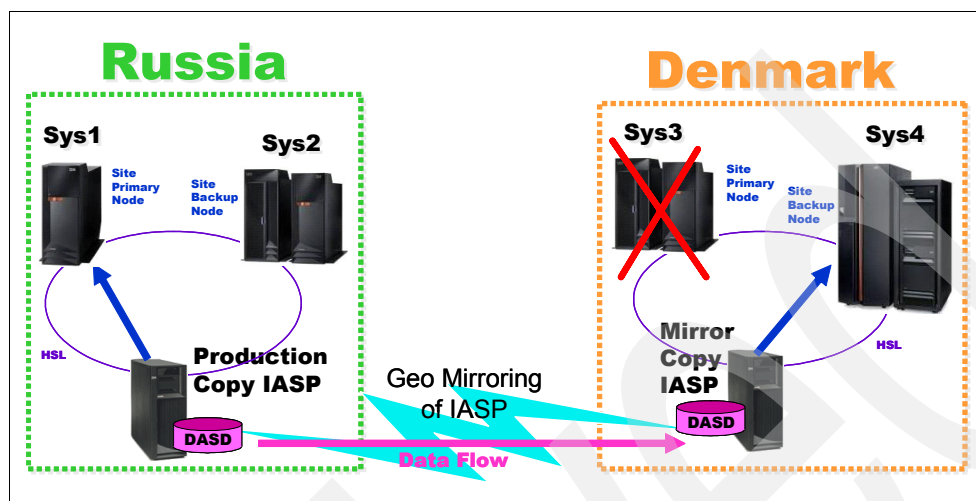 Russia
Denmark
Sys1
Sys2
Site
Primary
Node
Site
Backup
Node
HSL
Production
Copy IASP
DASD
Geo Mirroring
of IASP
Data Flow
Sys3
Sys4
Site
Primary
Node
Site
Backup
Node
Mirror
Copy
IASP
HSL
DASD